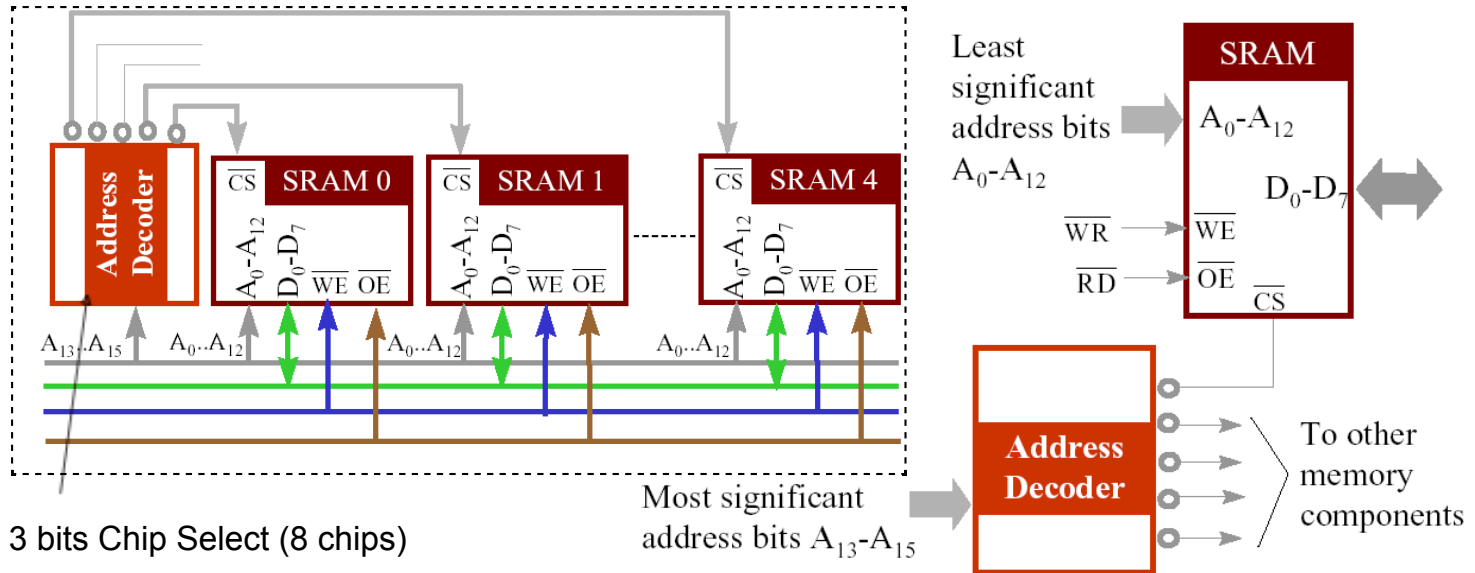 Address
Decoder
CS SRAM 0
A₀-A₁₂
D₀-D₇
WE OE
CS SRAM 1
A₀-A₁₂
D₀-D₇
WE OE
CS SRAM 4
A₀-A₁₂
D₀-D₇
WE OE
A₁₃..A₁₅ A₀..A₁₂ A₀..A₁₂ A₀..A₁₂
3 bits Chip Select (8 chips)
Least
significant
address bits
A₀-A₁₂
SRAM
A₀-A₁₂
D₀-D₇
WR WE
RD OE
CS
Address
Decoder
To other
memory
components
Most significant
address bits A₁₃-A₁₅